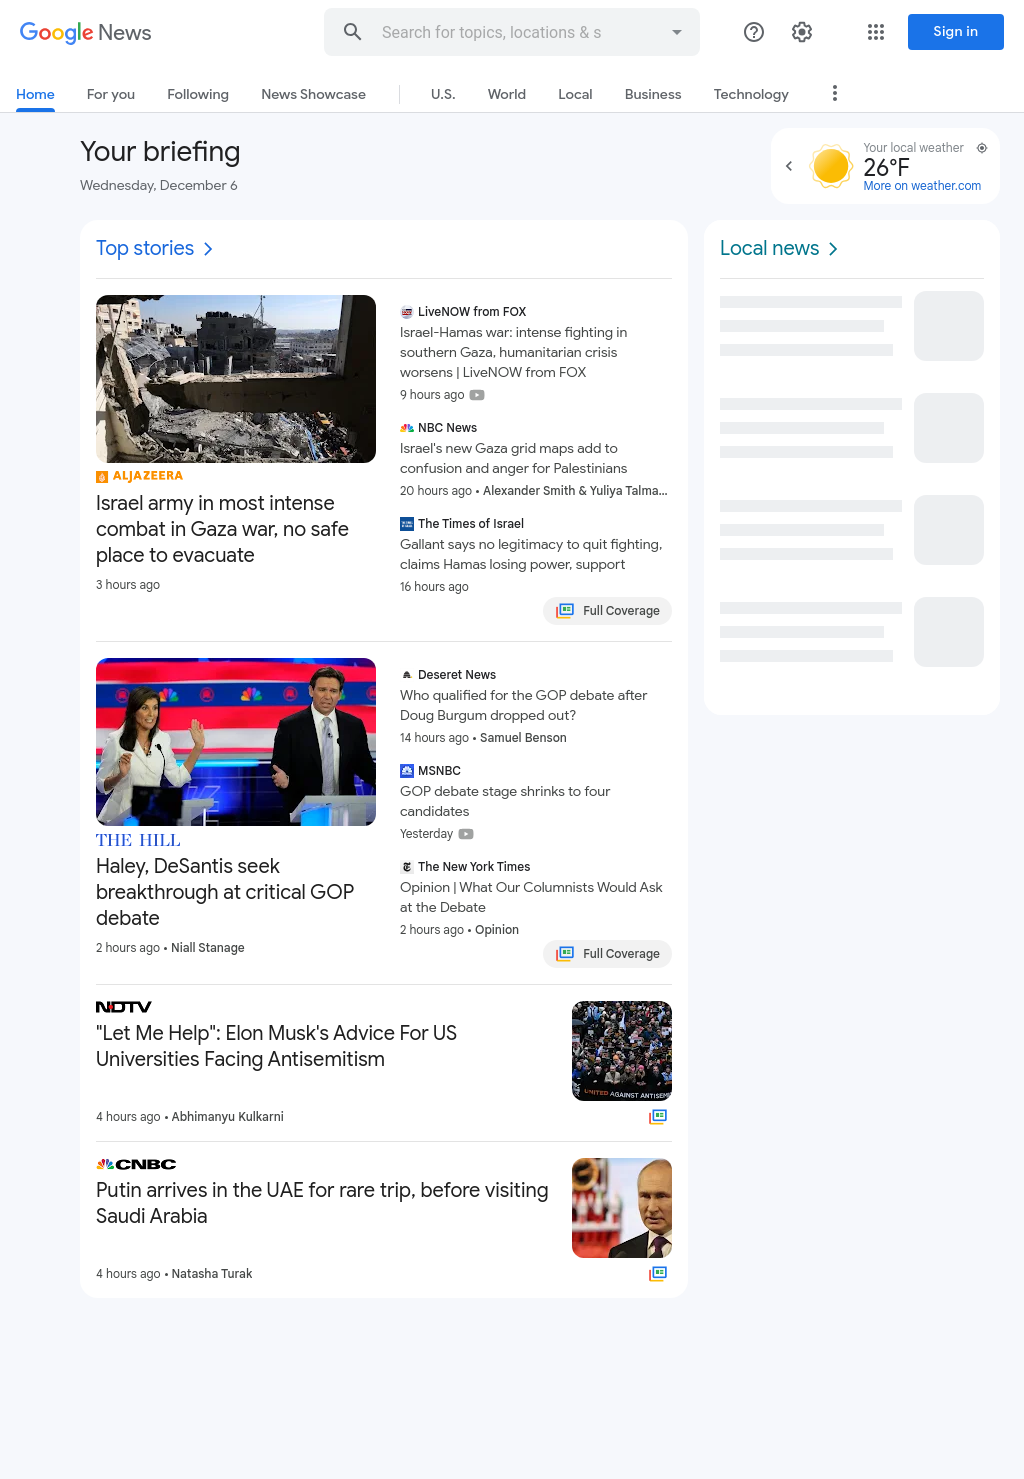 Google News
Search for topics, locations & s
Sign in
Home
For you
Following
News Showcase
U.S.
World
Local
Business
Technology
Your briefing
Wednesday, December 6
Your local weather
26°F
More on weather.com
Top stories
Local news
ALJAZEERA
Israel army in most intense
combat in Gaza war, no safe
place to evacuate
3 hours ago
LiveNOW from FOX
Israel-Hamas war: intense fighting in
southern Gaza, humanitarian crisis
worsens | LiveNOW from FOX
9 hours ago
NBC News
Israel's new Gaza grid maps add to
confusion and anger for Palestinians
20 hours ago • Alexander Smith & Yuliya Talma...
The Times of Israel
Gallant says no legitimacy to quit fighting,
claims Hamas losing power, support
16 hours ago
Full Coverage
THE HILL
Haley, DeSantis seek
breakthrough at critical GOP
debate
2 hours ago • Niall Stanage
Deseret News
Who qualified for the GOP debate after
Doug Burgum dropped out?
14 hours ago • Samuel Benson
MSNBC
GOP debate stage shrinks to four
candidates
Yesterday
The New York Times
Opinion | What Our Columnists Would Ask
at the Debate
2 hours ago • Opinion
Full Coverage
NDTV
"Let Me Help": Elon Musk's Advice For US
Universities Facing Antisemitism
4 hours ago • Abhimanyu Kulkarni
UNITED AGAINST ANTISEM
CNBC
Putin arrives in the UAE for rare trip, before visiting
Saudi Arabia
4 hours ago • Natasha Turak